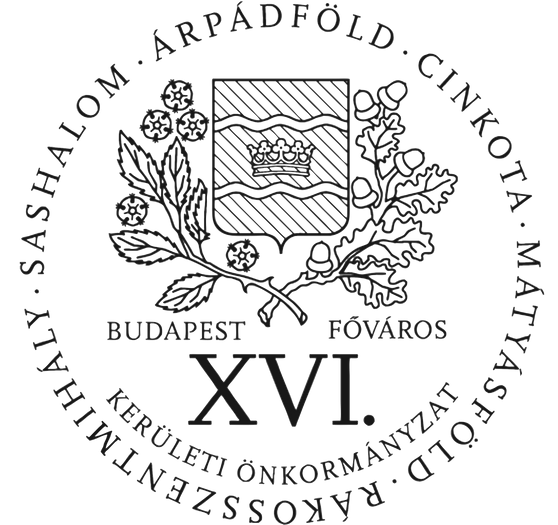 SASHALOM · ÁRPÁDFÖLD · CINKOTA · MÁTYÁSFÖLD · RÁKOSSZENTMIHÁLY ·
BUDAPEST FŐVÁROS
XVI.
KERÜLETI ÖNKORMÁNYZAT